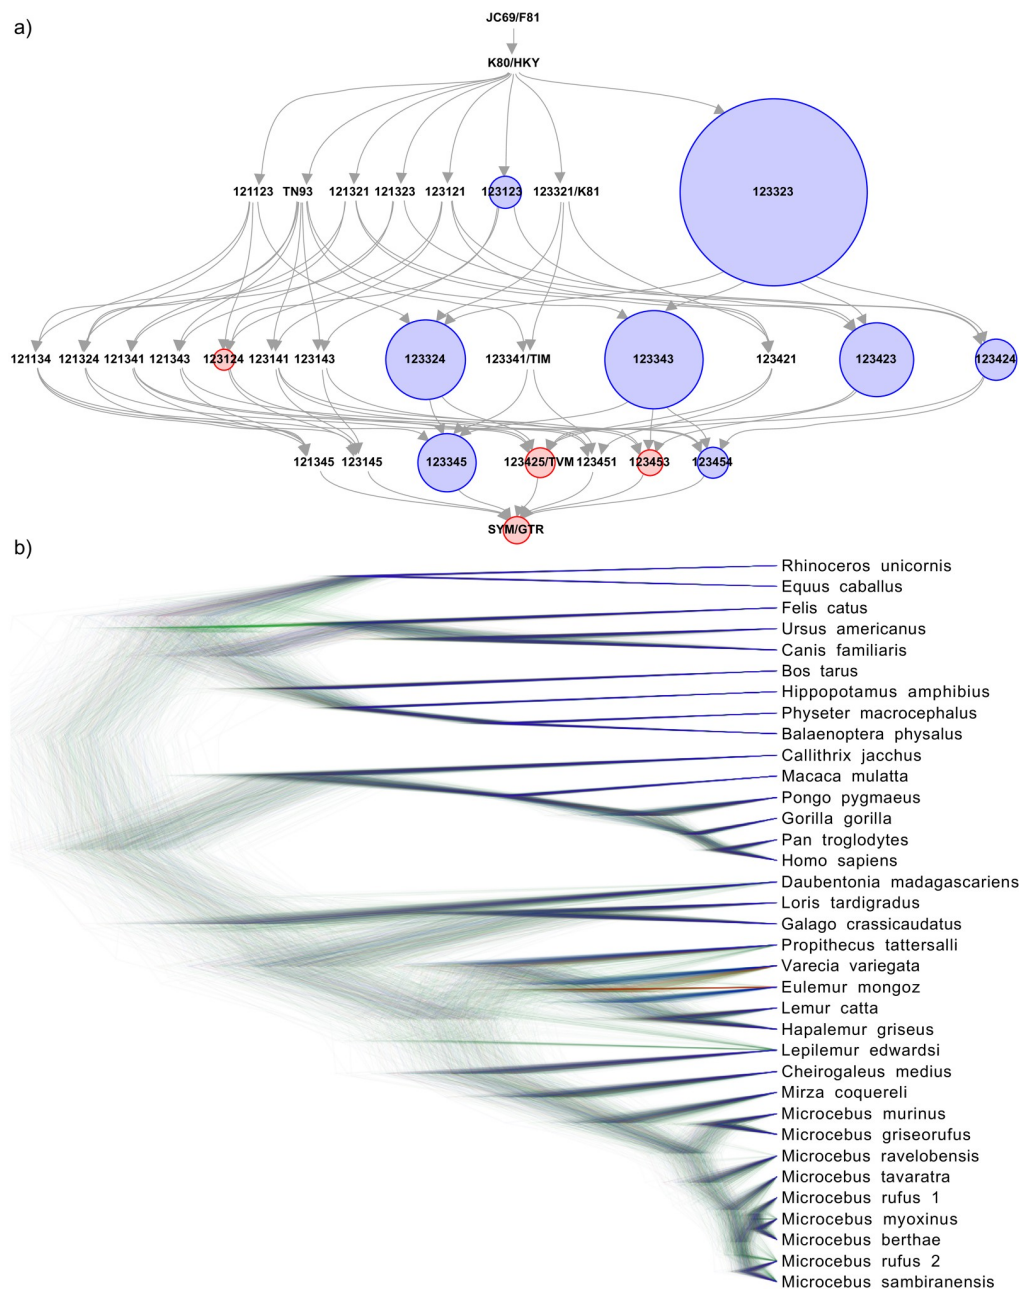 a)
JC69/F81
K80/HKY
121123 TN93 121321 121323 123121 123123 123321/K81 123323
121134 121324 121341 121343 123124 123141 123143 123324 123341/TIM 123343 123421 123423 123424
121345 123145 123345 123425/TVM 123451 123453 123454
SYM/GTR
b)
Rhinoceros unicornis
Equus caballus
Felis catus
Ursus americanus
Canis familiaris
Bos tarus
Hippopotamus amphibius
Physeter macrocephalus
Balaenoptera physalus
Callithrix jacchus
Macaca mulatta
Pongo pygmaeus
Gorilla gorilla
Pan troglodytes
Homo sapiens
Daubentonia madagascariens
Loris tardigradus
Galago crassicaudatus
Propithecus tattersalli
Varecia variegata
Eulemur mongoz
Lemur catta
Hapalemur griseus
Lepilemur edwardsi
Cheirogaleus medius
Mirza coquereli
Microcebus murinus
Microcebus griseorufus
Microcebus ravelobensis
Microcebus tavaratra
Microcebus rufus 1
Microcebus myoxinus
Microcebus berthae
Microcebus rufus 2
Microcebus sambiranensis